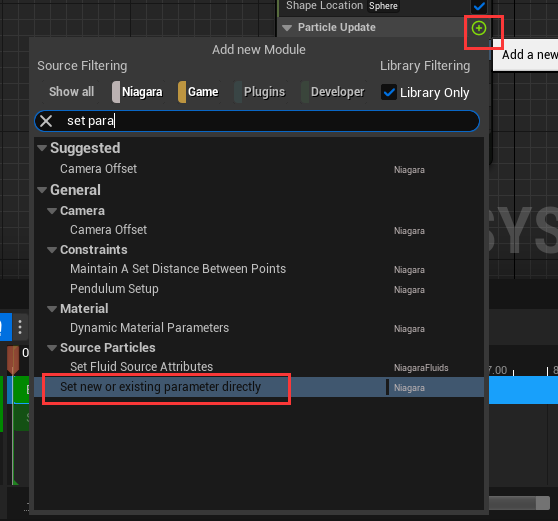 Shape Location Sphere
Particle Update
Add new Module
Add a new
Source Filtering Library Filtering
Show all Niagara Game Plugins Developer Library Only
set para
Suggested
Camera Offset Niagara
General
Camera
Camera Offset Niagara
Constraints
Maintain A Set Distance Between Points Niagara
Pendulum Setup Niagara
Material
Dynamic Material Parameters Niagara
Source Particles
Set Fluid Source Attributes NiagaraFluids
Set new or existing parameter directly Niagara
SYS
0
7.00
8